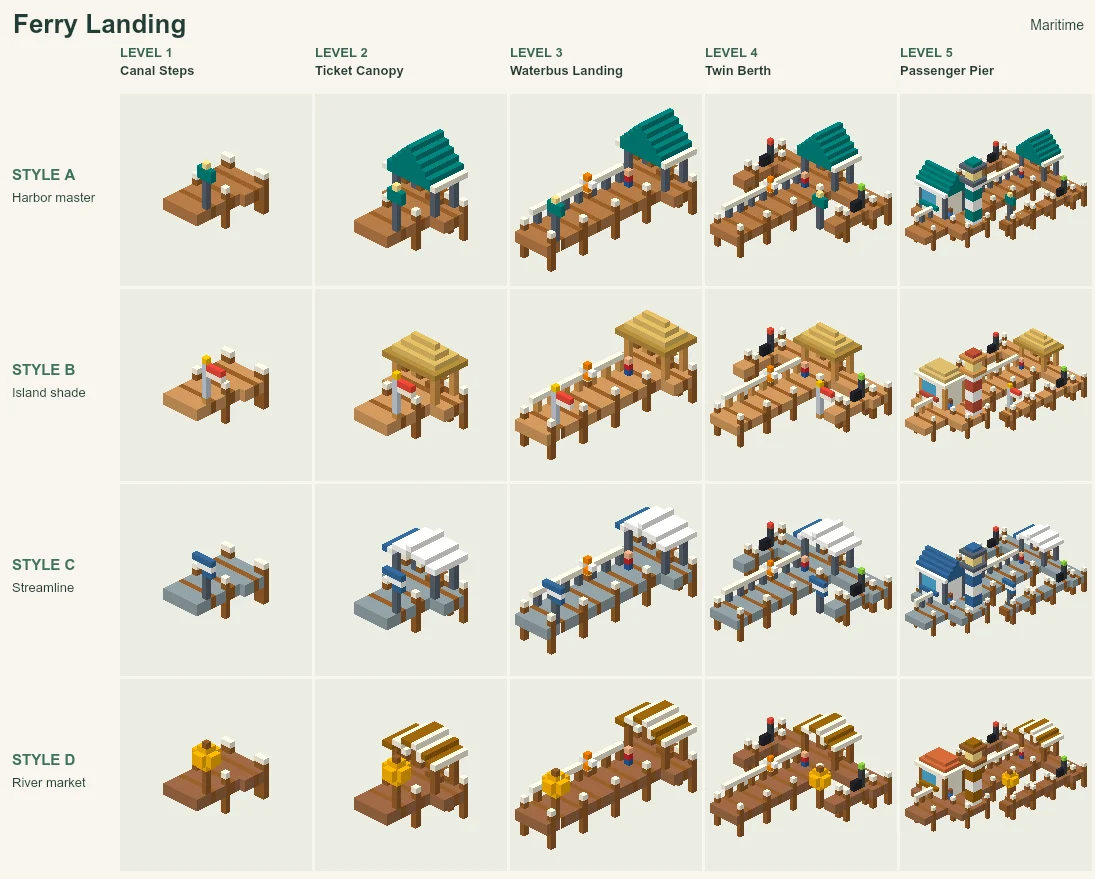 Ferry Landing
Maritime
LEVEL 1
Canal Steps
LEVEL 2
Ticket Canopy
LEVEL 3
Waterbus Landing
LEVEL 4
Twin Berth
LEVEL 5
Passenger Pier
STYLE A
Harbor master
STYLE B
Island shade
STYLE C
Streamline
STYLE D
River market